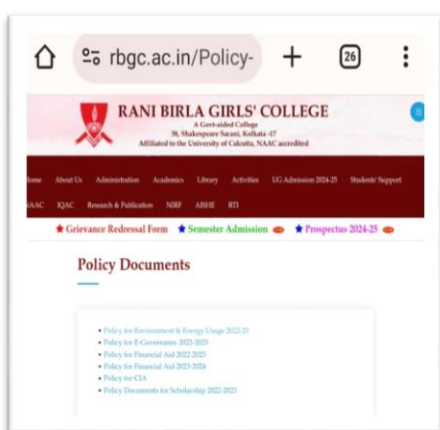 rbgc.ac.in/Policy-
26
RANI BIRLA GIRLS' COLLEGE
A Govt-aided College
38, Shakespeare Sarani, Kolkata -17
Affiliated to the University of Calcutta, NAAC accredited
Home About Us Administration Academics Library Activities UG Admission 2024-25 Students' Support
NAAC IQAC Research & Publication NIRF AISHE RTI
Grievance Redressal Form Semester Admission Prospectus 2024-25
Policy Documents
Policy for Environment & Energy Usage 2022-23
Policy for E-Governance 2022-2023
Policy for Financial Aid 2022-2023
Policy for Financial Aid 2023-2024
Policy for CIA
Policy Documents for Scholarship 2022-2023